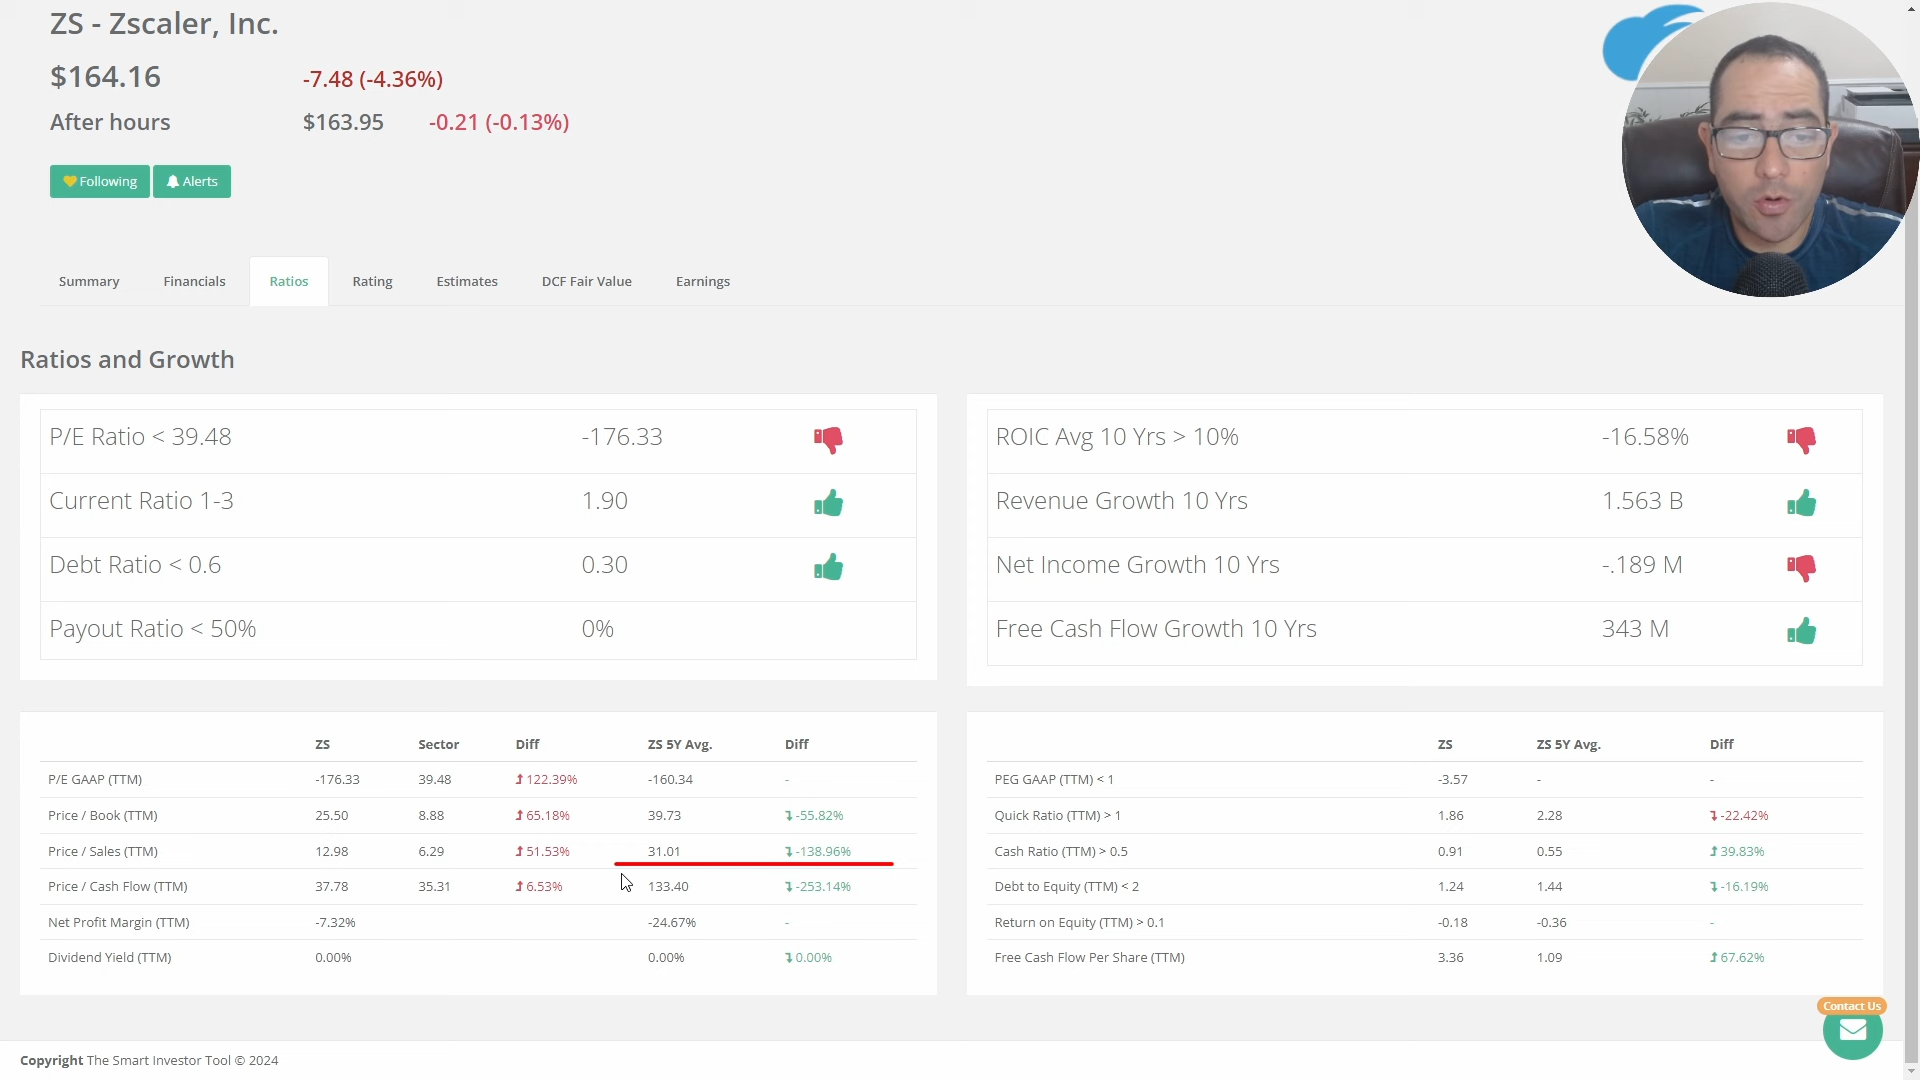 ZS - Zscaler, Inc.
$164.16 -7.48 (-4.36%)
After hours $163.95 -0.21 (-0.13%)
Following Alerts
Summary Financials Ratios Rating Estimates DCF Fair Value Earnings
Ratios and Growth
P/E Ratio < 39.48 -176.33
Current Ratio 1-3 1.90
Debt Ratio < 0.6 0.30
Payout Ratio < 50% 0%
ROIC Avg 10 Yrs > 10% -16.58%
Revenue Growth 10 Yrs 1.563 B
Net Income Growth 10 Yrs -.189 M
Free Cash Flow Growth 10 Yrs 343 M
ZS Sector Diff ZS 5Y Avg. Diff
P/E GAAP (TTM) -176.33 39.48 122.39% -160.34 -
Price / Book (TTM) 25.50 8.88 65.18% 39.73 -55.82%
Price / Sales (TTM) 12.98 6.29 51.53% 31.01 -138.96%
Price / Cash Flow (TTM) 37.78 35.31 6.53% 133.40 -253.14%
Net Profit Margin (TTM) -7.32% -24.67% -
Dividend Yield (TTM) 0.00% 0.00% 0.00%
ZS ZS 5Y Avg. Diff
PEG GAAP (TTM) < 1 -3.57 - -
Quick Ratio (TTM) > 1 1.86 2.28 -22.42%
Cash Ratio (TTM) > 0.5 0.91 0.55 39.83%
Debt to Equity (TTM) < 2 1.24 1.44 -16.19%
Return on Equity (TTM) > 0.1 -0.18 -0.36 -
Free Cash Flow Per Share (TTM) 3.36 1.09 67.62%
Contact Us
Copyright The Smart Investor Tool © 2024